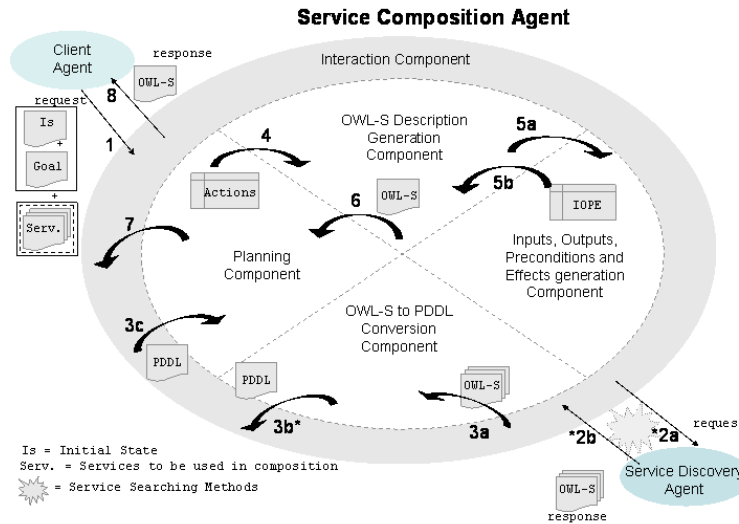 Service Composition Agent
Client
Agent
response
OWL-S
Interaction Component
request
8
1
Is
+
Goal
+
Serv.
4
OWL-S Description
Generation
Component
5a
Actions
5b
OWL-S
IOPE
6
7
Planning
Component
Inputs, Outputs,
Preconditions and
Effects generation
Component
OWL-S to PDDL
Conversion
Component
3c
PDDL
PDDL
OWL-S
3b*
3a
*2b
*2a
reques
Is = Initial State
Serv. = Services to be used in composition
= Service Searching Methods
Service Discovery
Agent
OWL-S
response